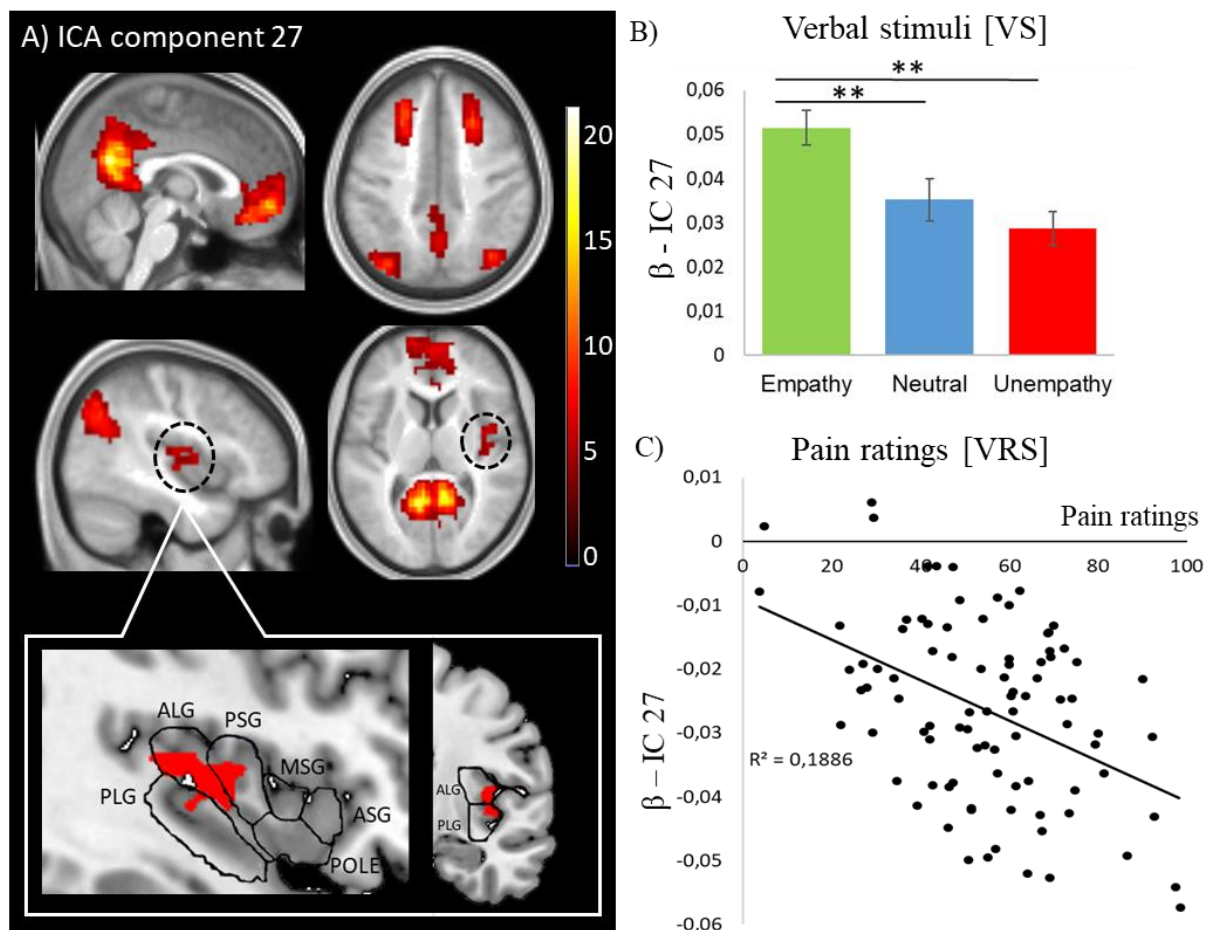 A) ICA component 27
20
15
10
5
0
ALG
PSG
MSG
PLG
ASG
POLE
ALG
PLG
B)
Verbal stimuli [VS]
**
**
0,06
0,05
0,04
0,03
0,02
0,01
0
β - IC 27
Empathy Neutral Unempathy
C)
Pain ratings [VRS]
0,01
Pain ratings
0
0 20 40 60 80 100
-0,01
-0,02
-0,03
R² = 0,1886
-0,04
-0,05
-0,06
β – IC 27